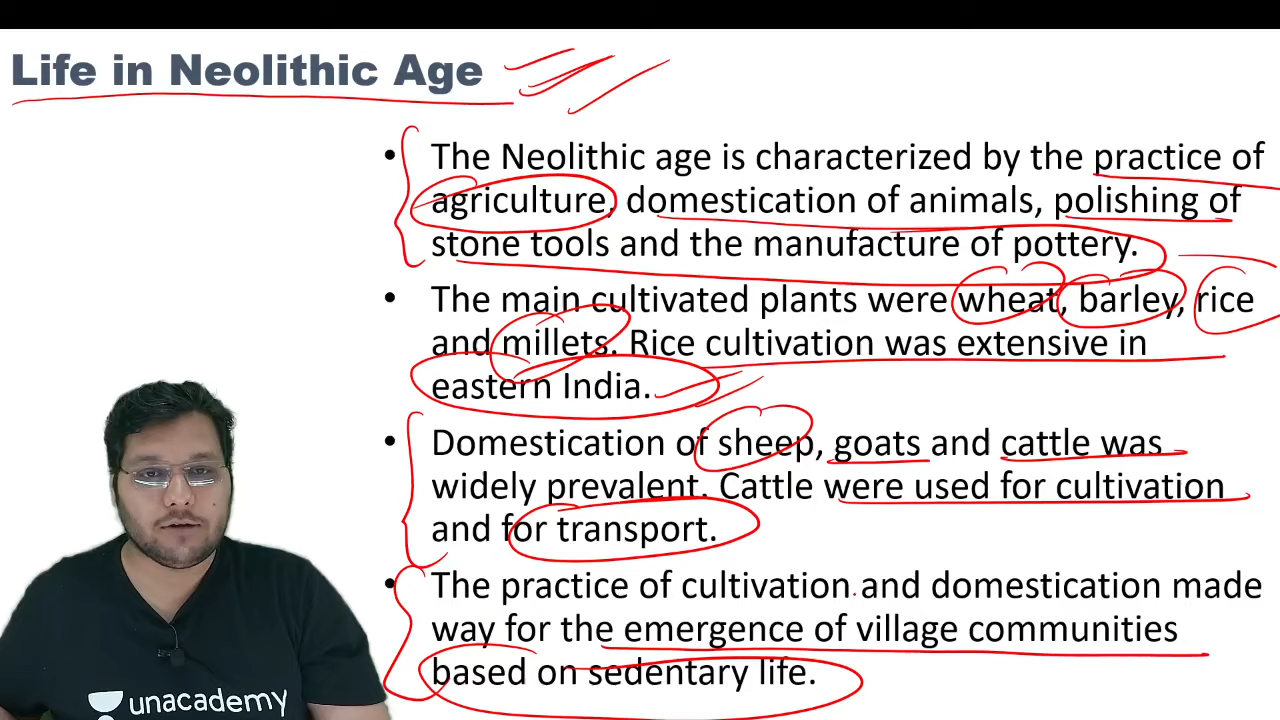 Life in Neolithic Age
• The Neolithic age is characterized by the practice of
agriculture, domestication of animals, polishing of
stone tools and the manufacture of pottery.
• The main cultivated plants were wheat, barley, rice
and millets. Rice cultivation was extensive in
eastern India.
• Domestication of sheep, goats and cattle was
widely prevalent. Cattle were used for cultivation
and for transport.
• The practice of cultivation and domestication made
way for the emergence of village communities
based on sedentary life.
unacademy